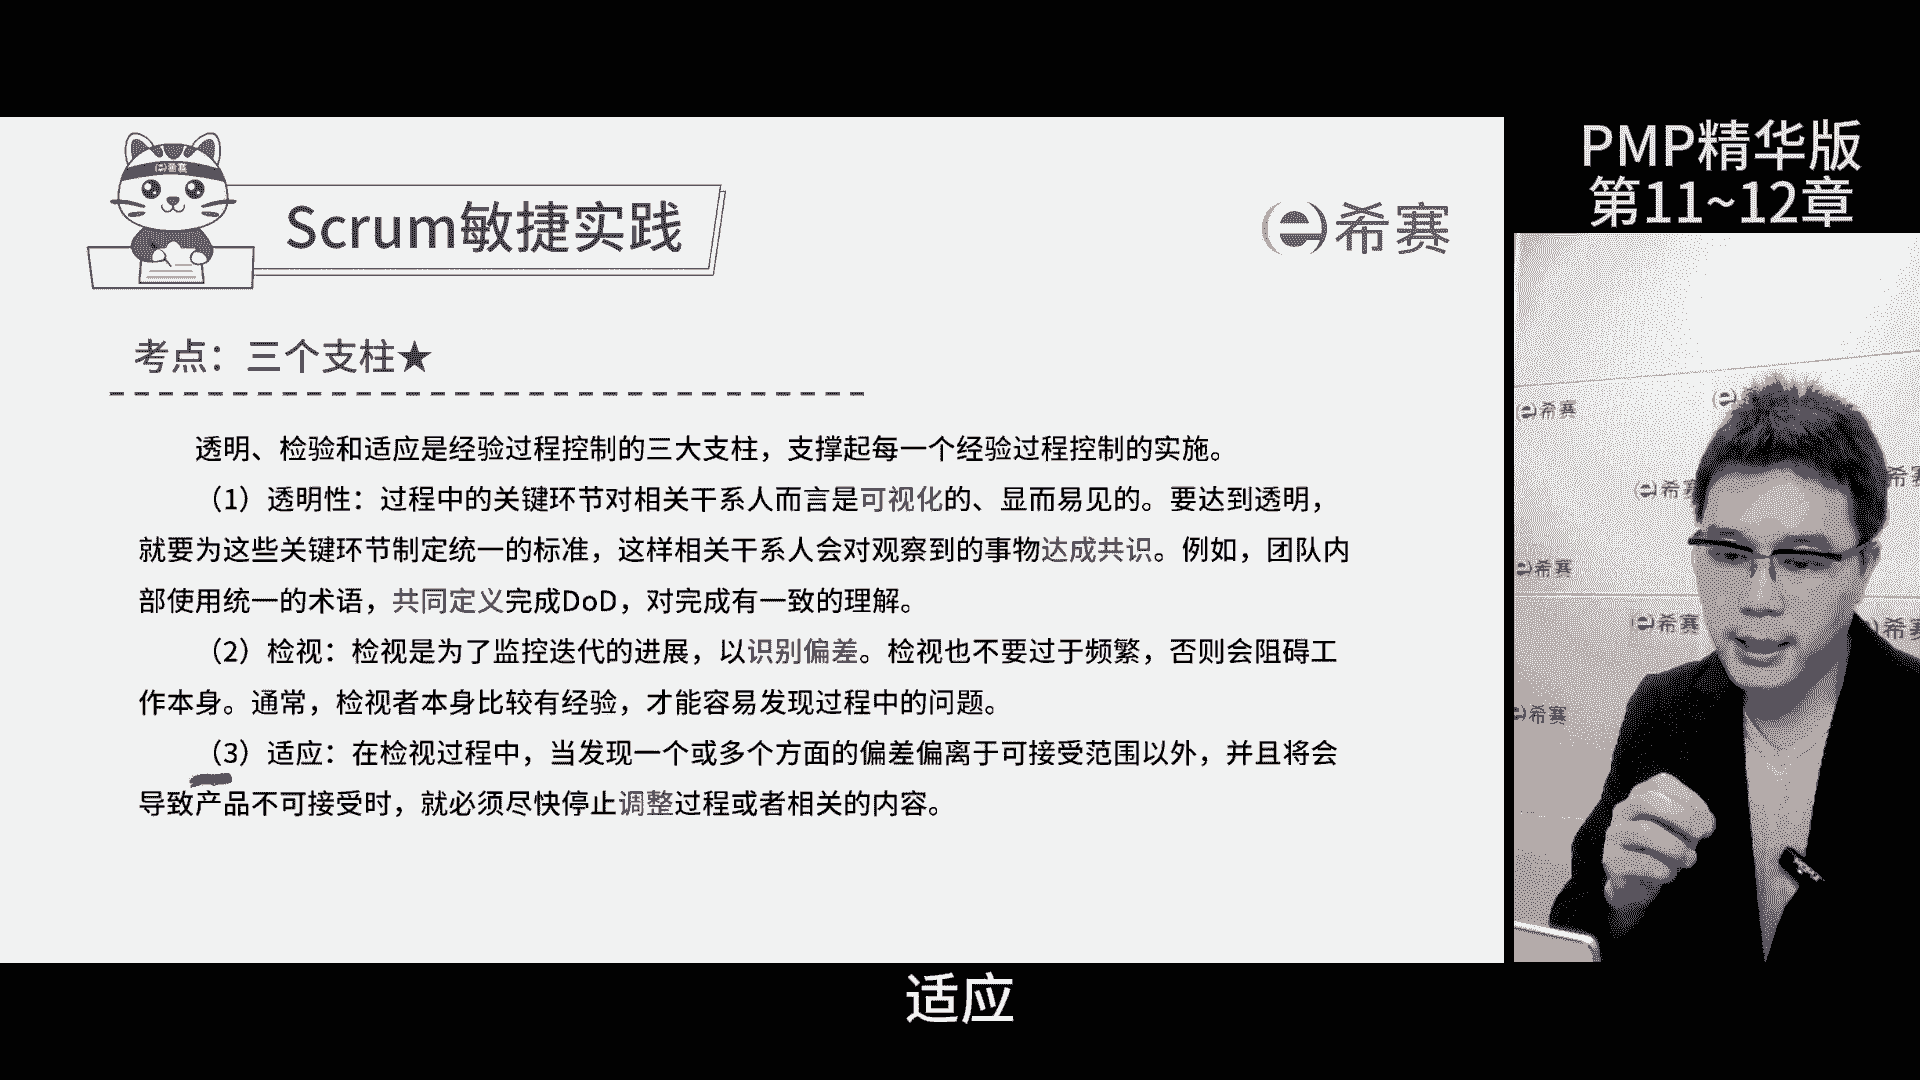 PMP精华版
第11~12章
e希赛
Scrum敏捷实践
e希赛
考点：三个支柱★
透明、检验和适应是经验过程控制的三大支柱，支撑起每一个经验过程控制的实施。
（1）透明性：过程中的关键环节对相关干系人而言是可视化的、显而易见的。要达到透明，
就要为这些关键环节制定统一的标准，这样相关干系人会对观察到的事物达成共识。例如，团队内
部使用统一的术语，共同定义完成DoD，对完成有一致的理解。
（2）检视：检视是为了监控迭代的进展，以识别偏差。检视也不要过于频繁，否则会阻碍工
作本身。通常，检视者本身比较有经验，才能容易发现过程中的问题。
（3）适应：在检视过程中，当发现一个或多个方面的偏差偏离于可接受范围以外，并且将会
导致产品不可接受时，就必须尽快停止调整过程或者相关的内容。
e希赛
e希赛
e希赛
e希赛
e希赛
适应